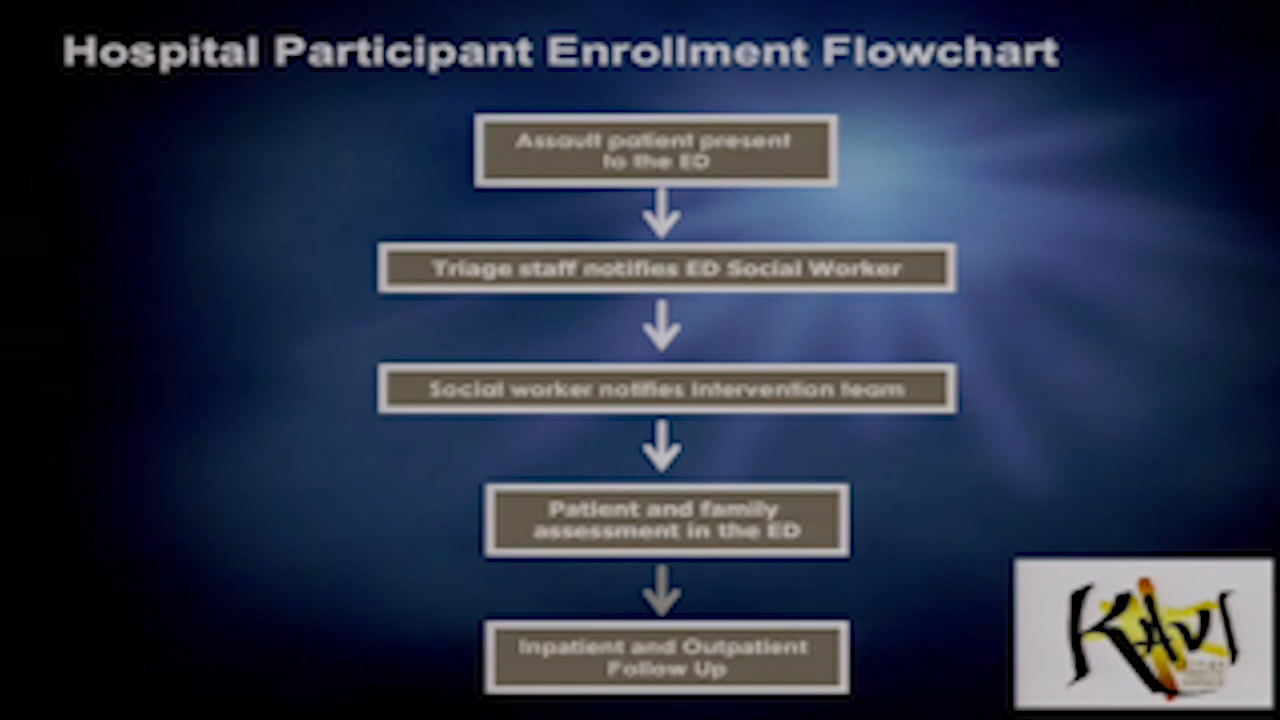 Hospital Participant Enrollment Flowchart
Assault patient present
to the ED
Triage staff notifies ED Social Worker
Social worker notifies Intervention team
Patient and family
assessment in the ED
Inpatient and Outpatient
Follow Up
KAVI